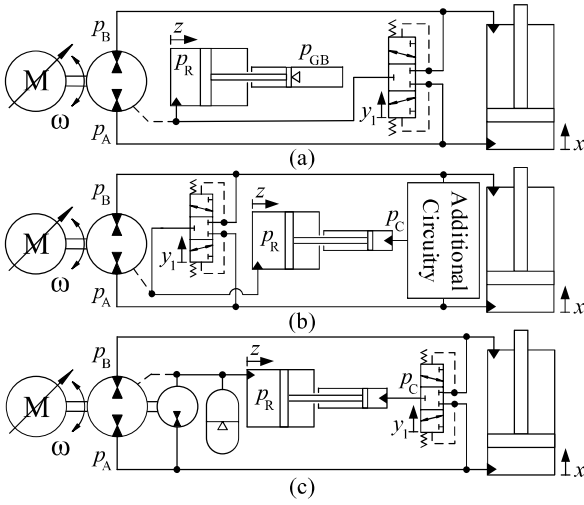 p_B z p_R p_GB
M ω p_A y_1 x
(a)
p_B z p_R p_C Additional Circuitry
M ω p_A y_1 x
(b)
p_B z p_R p_C
M ω p_A y_1 x
(c)